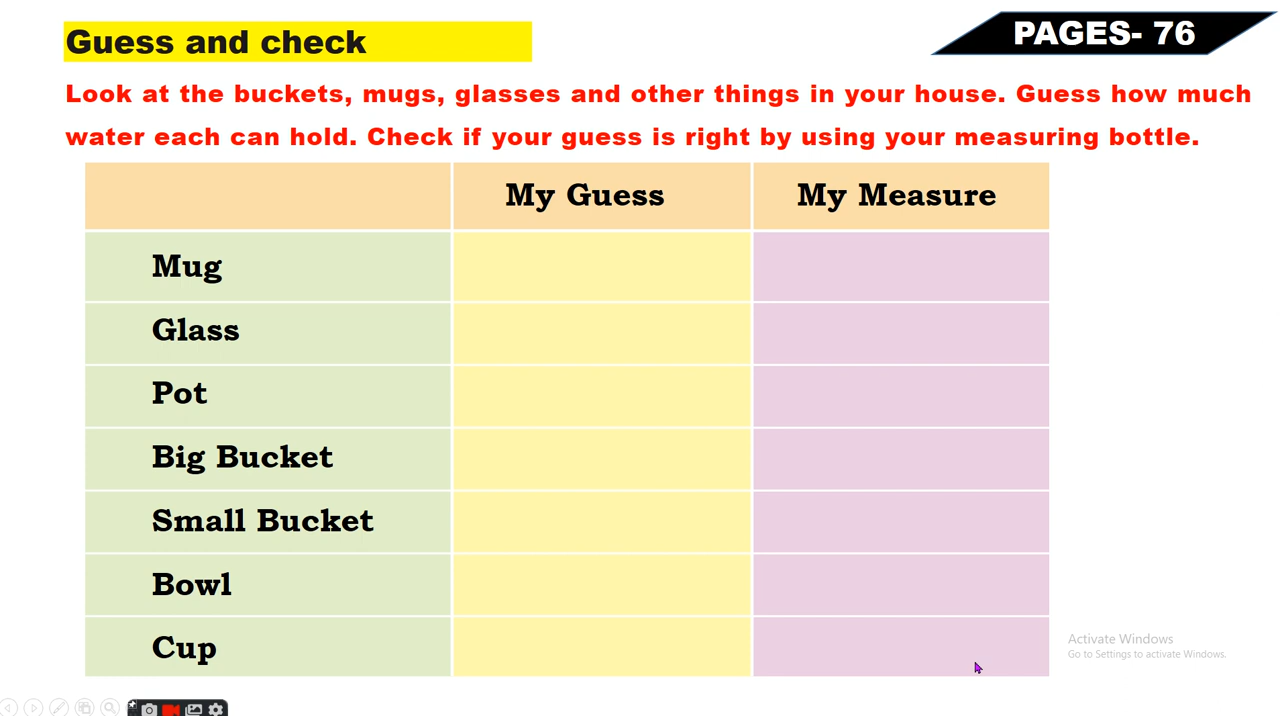 Guess and check
PAGES- 76
Look at the buckets, mugs, glasses and other things in your house. Guess how much
water each can hold. Check if your guess is right by using your measuring bottle.
My Guess
My Measure
Mug
Glass
Pot
Big Bucket
Small Bucket
Bowl
Cup
Activate Windows
Go to Settings to activate Windows.